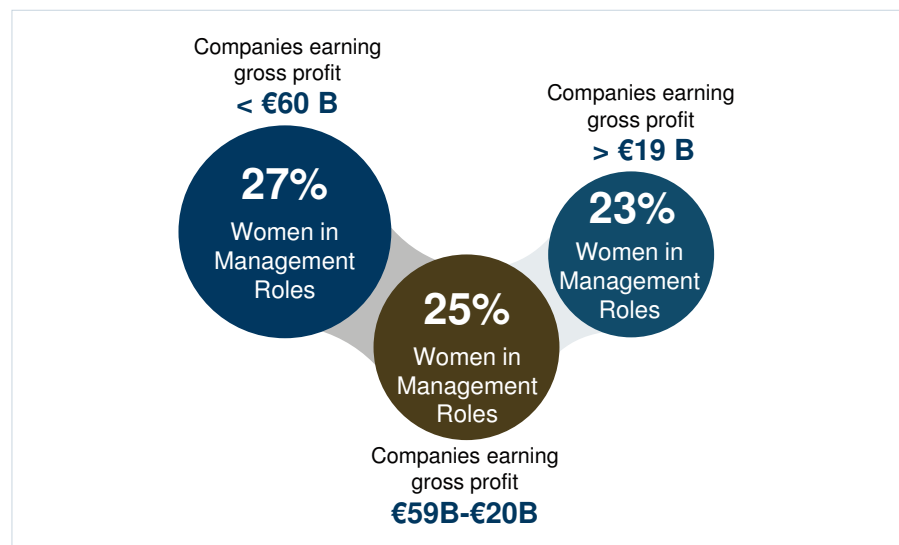 Companies earning
gross profit
< €60 B
27%
Women in
Management
Roles
Companies earning
gross profit
> €19 B
23%
Women in
Management
Roles
25%
Women in
Management
Roles
Companies earning
gross profit
€59B-€20B